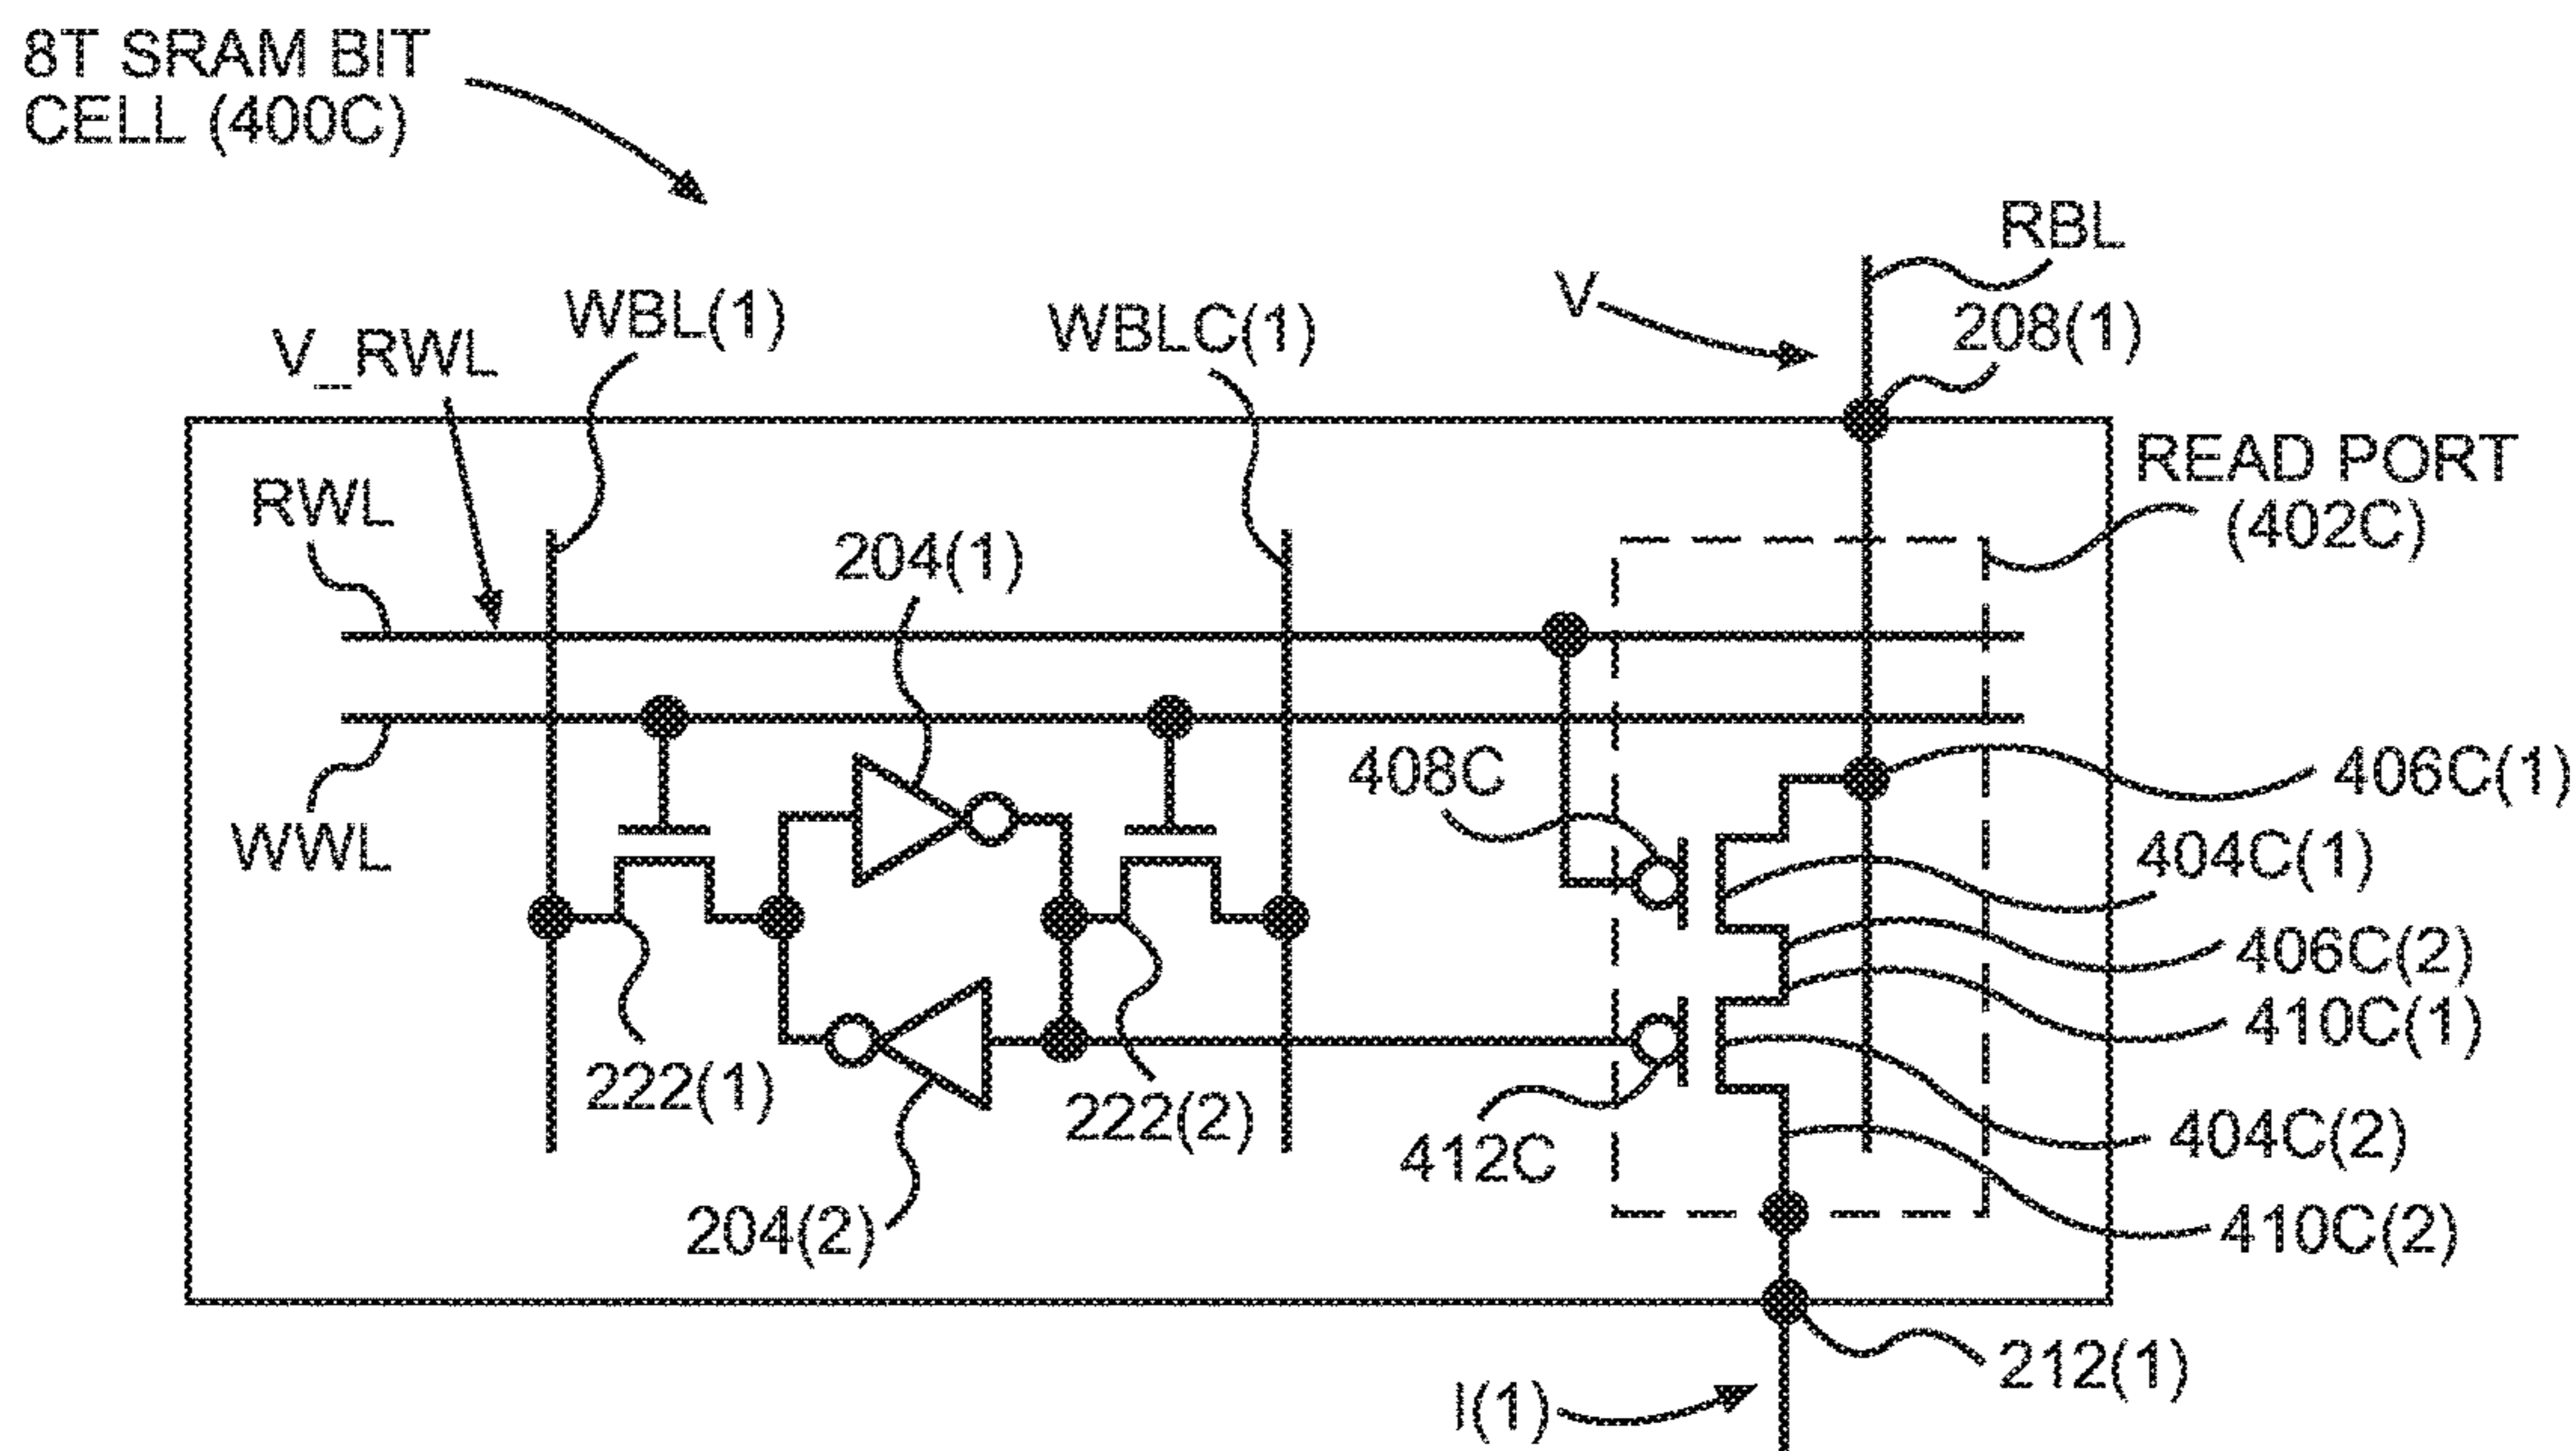 8T SRAM BIT
CELL (400C)
RBL
V
208(1)
WBL(1)
WBLC(1)
V_RWL
READ PORT
(402C)
RWL
204(1)
408C
406C(1)
WWL
404C(1)
406C(2)
410C(1)
222(1)
222(2)
412C
404C(2)
204(2)
410C(2)
212(1)
I(1)